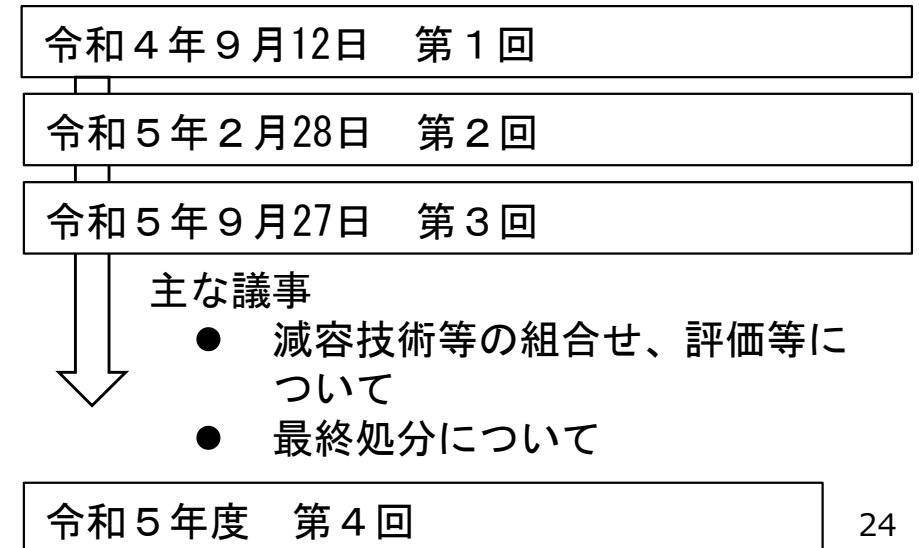 令和４年９月12日　第１回
令和５年２月28日　第２回
令和５年９月27日　第３回
主な議事
● 減容技術等の組合せ、評価等に
ついて
● 最終処分について
令和５年度　第４回
24